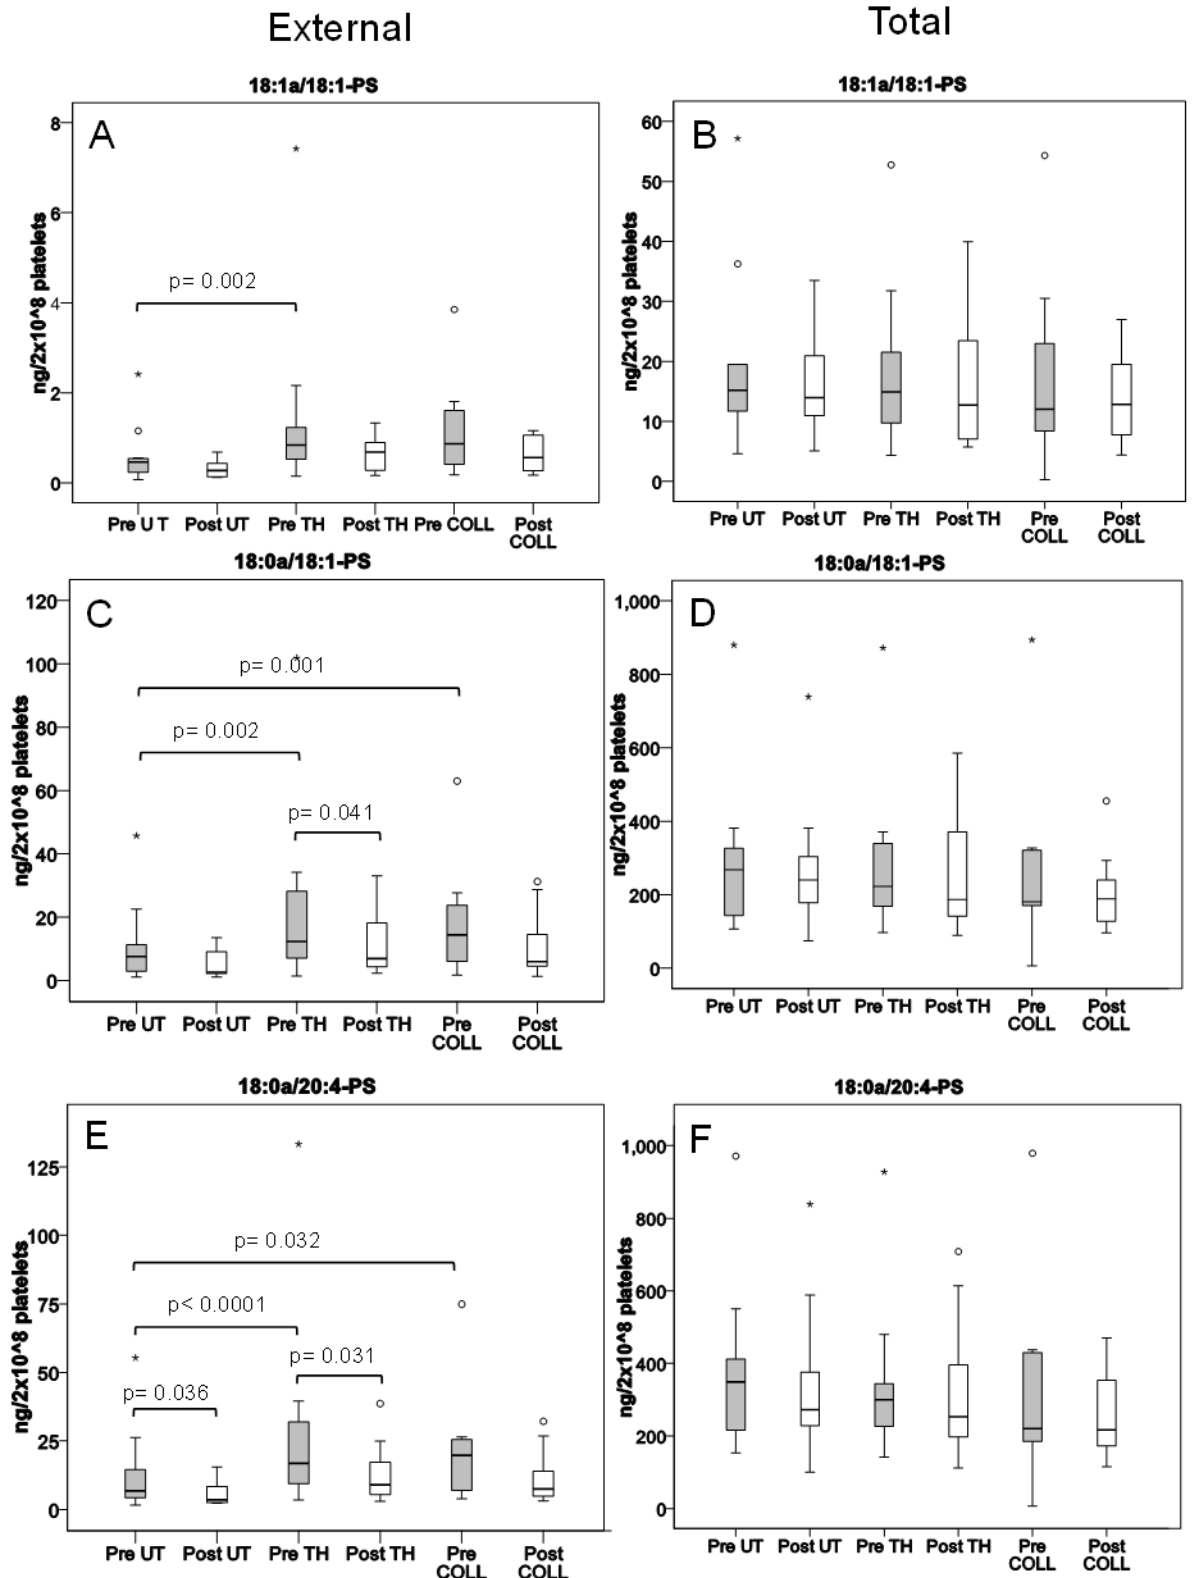 External
Total
18:1a/18:1-PS
A
ng/2x10^8 platelets
8
6
4
2
0
p= 0.002
Pre U T Post UT Pre TH Post TH Pre COLL Post COLL
18:1a/18:1-PS
B
ng/2x10^8 platelets
60
50
40
30
20
10
0
Pre UT Post UT Pre TH Post TH Pre COLL Post COLL
18:0a/18:1-PS
C
ng/2x10^8 platelets
120
100
80
60
40
20
0
p= 0.001
p= 0.002
p= 0.041
Pre UT Post UT Pre TH Post TH Pre COLL Post COLL
18:0a/18:1-PS
D
ng/2x10^8 platelets
1,000
800
600
400
200
0
Pre UT Post UT Pre TH Post TH Pre COLL Post COLL
18:0a/20:4-PS
E
ng/2x10^8 platelets
125
100
75
50
25
0
p= 0.032
p< 0.0001
p= 0.031
p= 0.036
Pre UT Post UT Pre TH Post TH Pre COLL Post COLL
18:0a/20:4-PS
F
ng/2x10^8 platelets
1,000
800
600
400
200
0
Pre UT Post UT Pre TH Post TH Pre COLL Post COLL